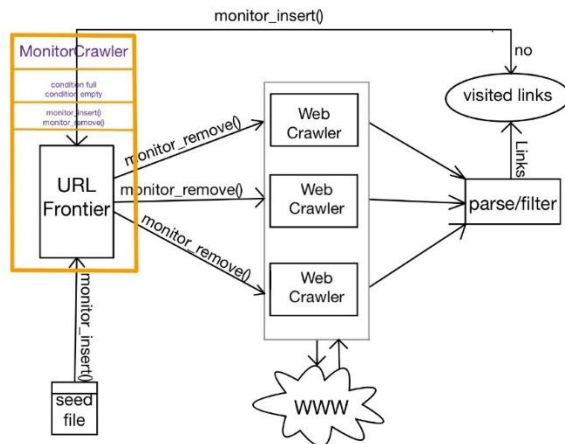 monitor_insert()
MonitorCrawler
condition full
condition empty
monitor_insert()
monitor_remove()
URL
Frontier
monitor_remove()
monitor_remove()
monitor_remove()
Web
Crawler
Web
Crawler
Web
Crawler
no
visited links
Links
parse/filter
monitor_insert()
seed
file
WWW